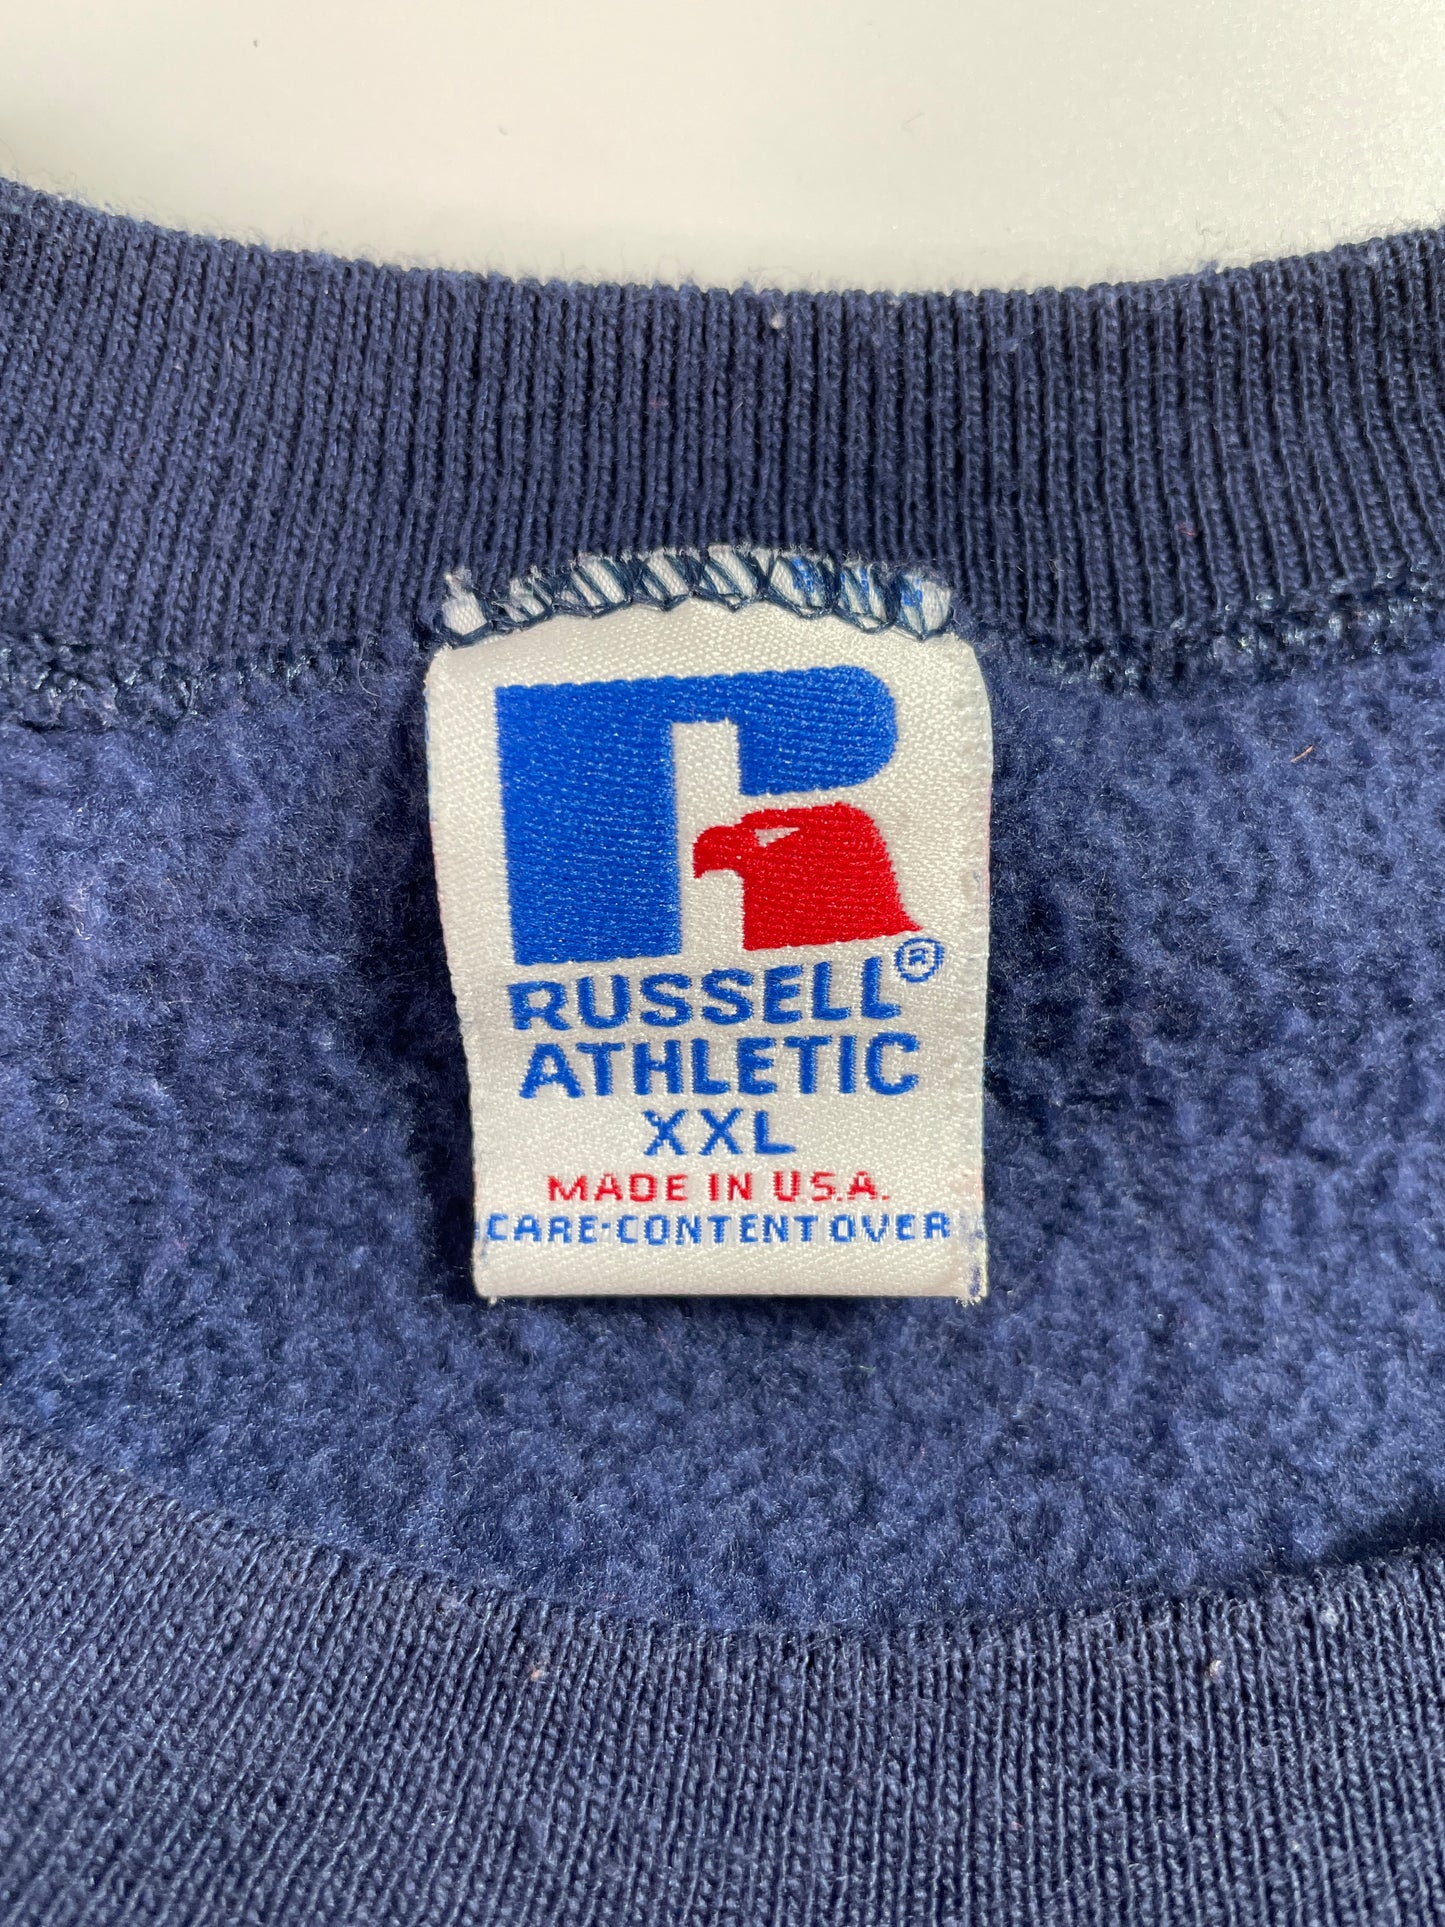 R
RUSSELL®
ATHLETIC
XXL
MADE IN U.S.A.
CARE-CONTENT OVER